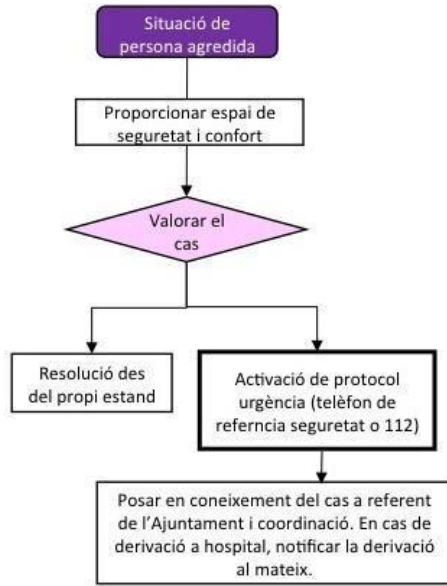 Situació de
persona agredida
Proporcionar espai de
seguretat i confort
Valorar el
cas
Resolució des
del propi estand
Activació de protocol
urgència (telèfon de
referncia seguretat o 112)
Posar en coneixement del cas a referent
de l’Ajuntament i coordinació. En cas de
derivació a hospital, notificar la derivació
al mateix.